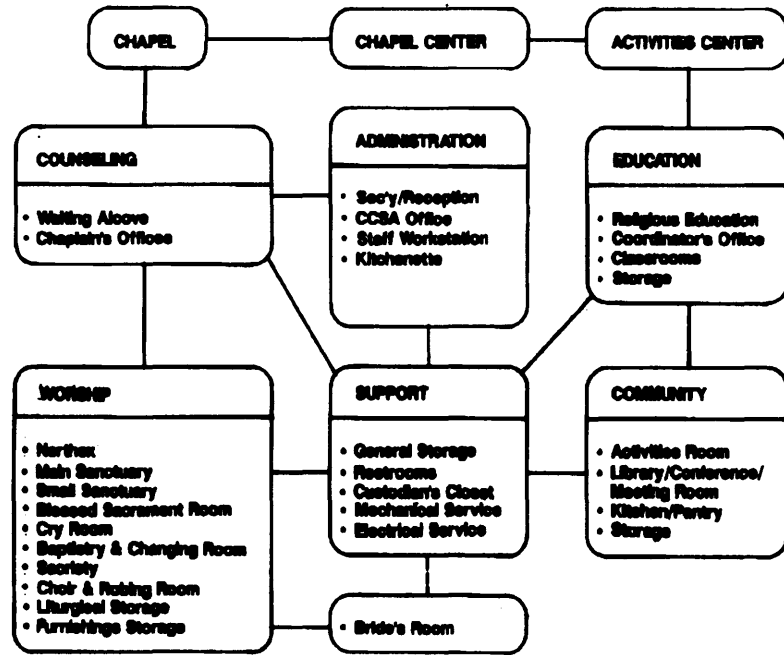 CHAPEL
CHAPEL CENTER
ACTIVITIES CENTER
COUNSELING
• Waiting Alcove
• Chaplain's Offices
ADMINISTRATION
• Sec'y/Reception
• CCSA Office
• Staff Workstation
• Kitchenette
EDUCATION
• Religious Education
• Coordinator's Office
• Classrooms
• Storage
WORSHIP
• Narthex
• Main Sanctuary
• Small Sanctuary
• Blessed Sacrament Room
• Cry Room
• Baptistry & Changing Room
• Sacristy
• Choir & Robing Room
• Liturgical Storage
• Furnishings Storage
SUPPORT
• General Storage
• Restrooms
• Custodian's Closet
• Mechanical Service
• Electrical Service
COMMUNITY
• Activities Room
• Library/Conference/
Meeting Room
• Kitchen/Pantry
• Storage
• Bride's Room